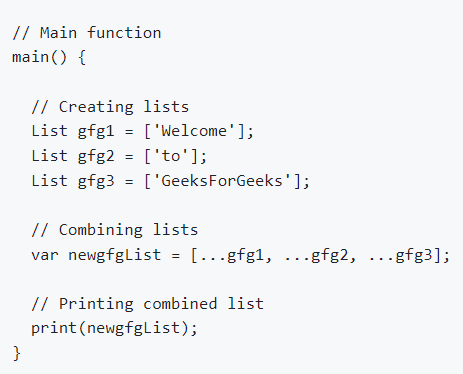 // Main function
main() {
// Creating lists
List gfg1 = ['Welcome'];
List gfg2 = ['to'];
List gfg3 = ['GeeksForGeeks'];
// Combining lists
var newgfgList = [...gfg1, ...gfg2, ...gfg3];
// Printing combined list
print(newgfgList);
}